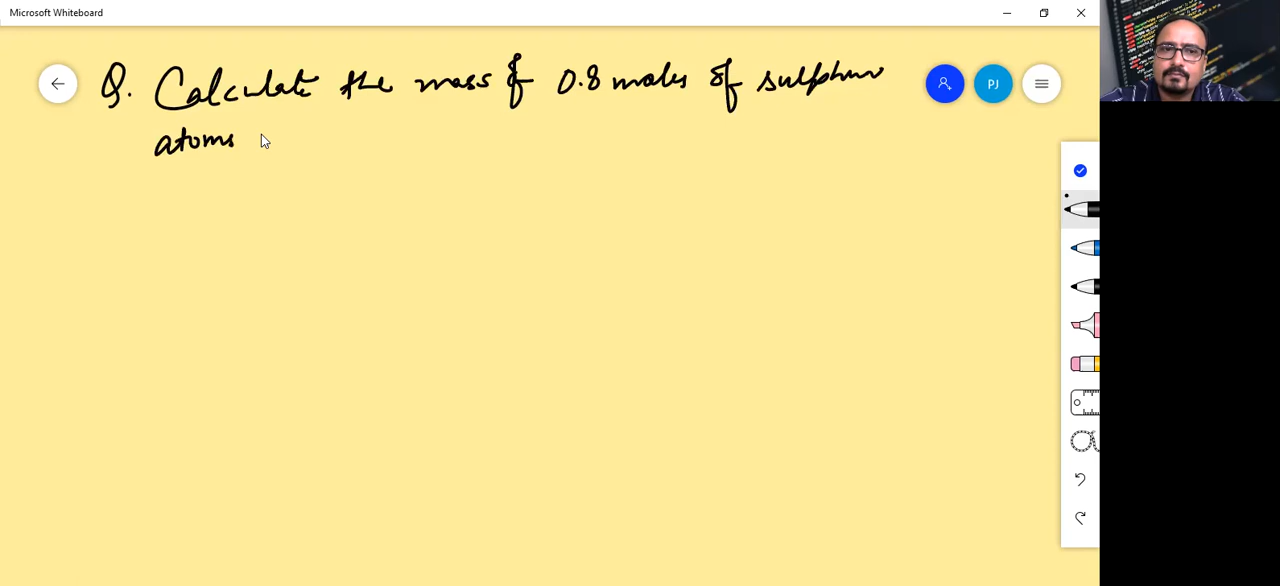 Microsoft Whiteboard
Q. Calculate the mass of 0.8 moles of sulphur
PJ
atoms